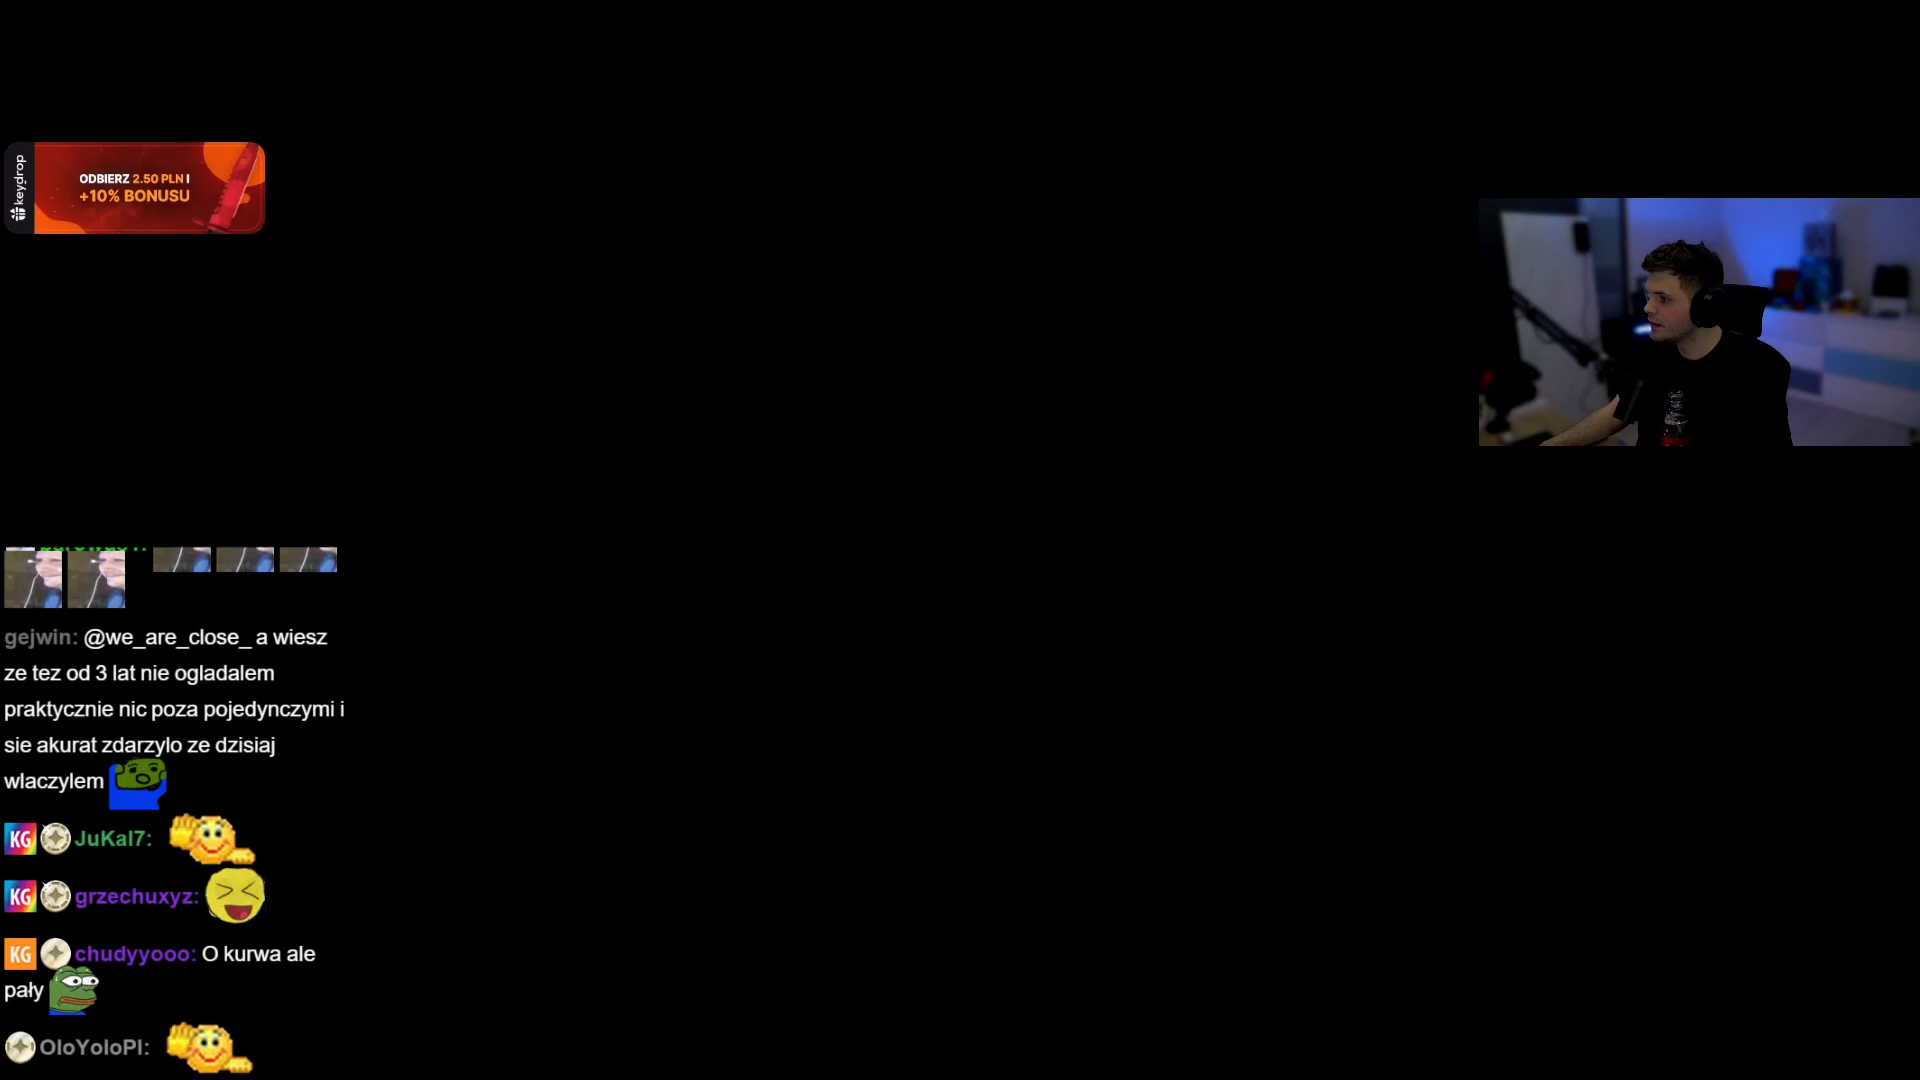 keydrop
ODBIERZ 2.50 PLN I
+10% BONUSU
gejwin: @we_are_close_ a wiesz
ze tez od 3 lat nie ogladalem
praktycznie nic poza pojedynczymi i
sie akurat zdarzylo ze dzisiaj
wlaczylem
KG JuKal7:
KG grzechuxyz:
KG chudyyooo: O kurwa ale
pały
OloYoloPl: